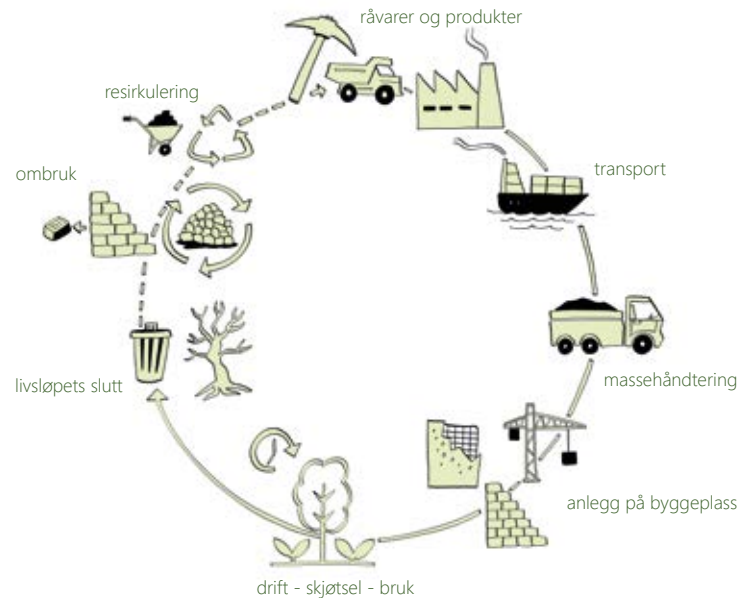 råvarer og produkter
resirkulering
transport
ombruk
massehåndtering
livsløpets slutt
anlegg på byggeplass
drift - skjøtsel - bruk